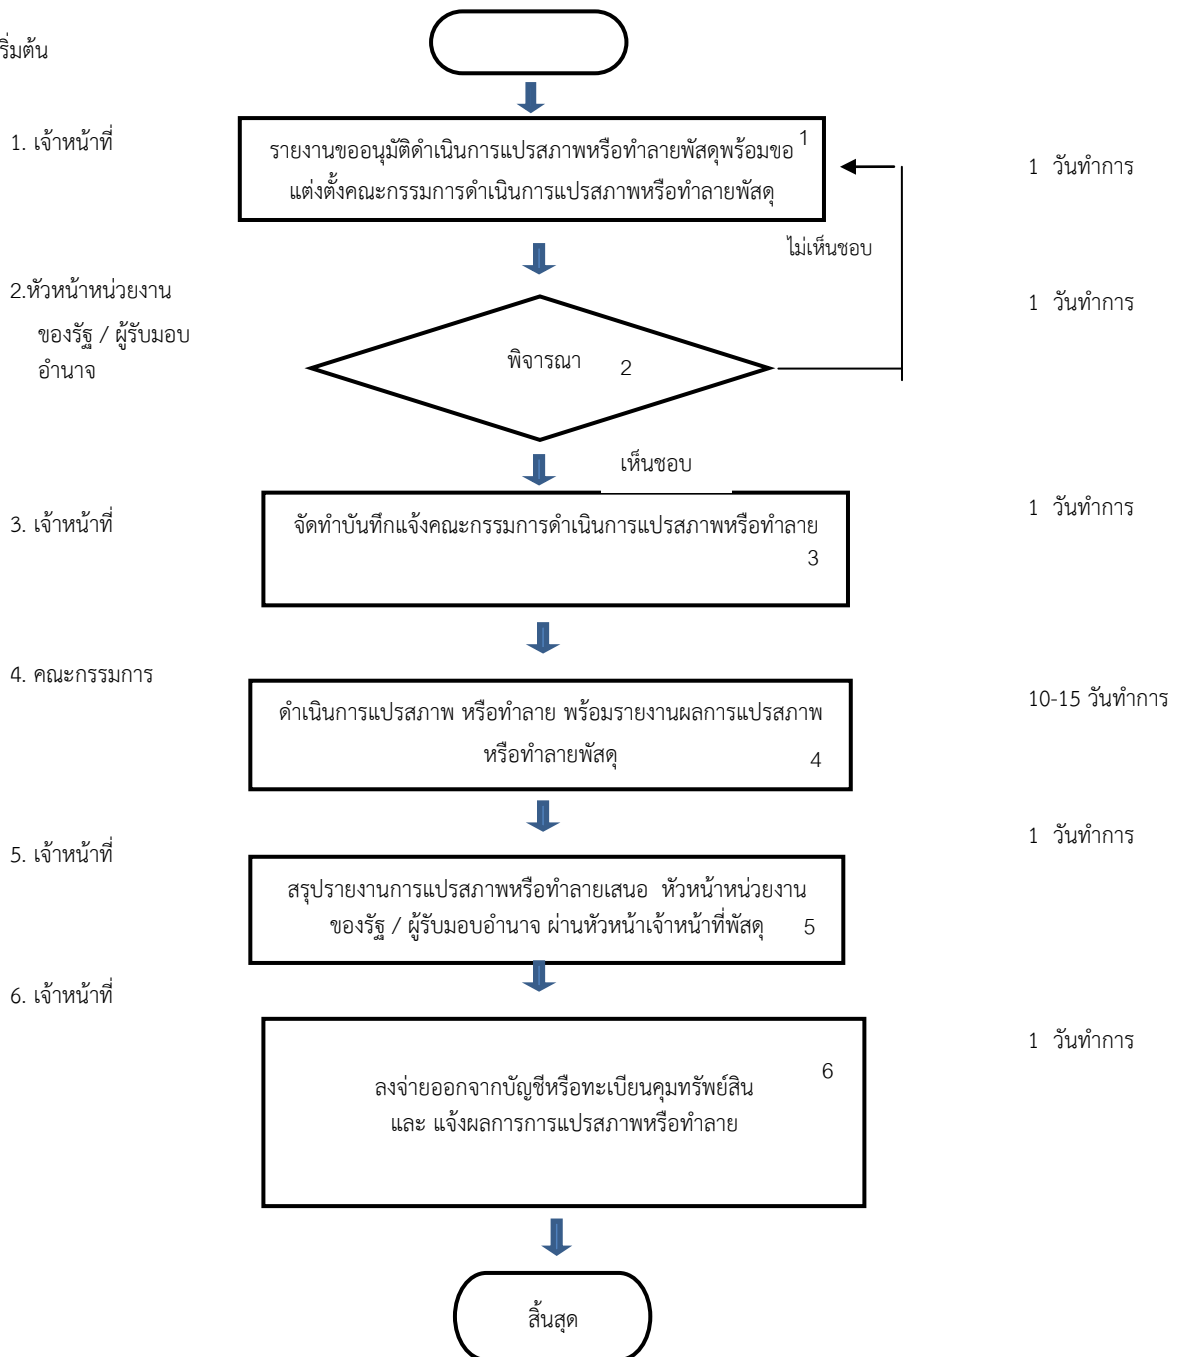 ริ่มต้น
1. เจ้าหน้าที่
รายงานขออนุมัติดำเนินการแปรสภาพหรือทำลายพัสดุพร้อมขอ 1
แต่งตั้งคณะกรรมการดำเนินการแปรสภาพหรือทำลายพัสดุ
1 วันทำการ
ไม่เห็นชอบ
2.หัวหน้าหน่วยงาน
ของรัฐ / ผู้รับมอบ
อำนาจ
พิจารณา 2
1 วันทำการ
เห็นชอบ
3. เจ้าหน้าที่
จัดทำบันทึกแจ้งคณะกรรมการดำเนินการแปรสภาพหรือทำลาย
3
1 วันทำการ
4. คณะกรรมการ
ดำเนินการแปรสภาพ หรือทำลาย พร้อมรายงานผลการแปรสภาพ
หรือทำลายพัสดุ 4
10-15 วันทำการ
5. เจ้าหน้าที่
สรุปรายงานการแปรสภาพหรือทำลายเสนอ หัวหน้าหน่วยงาน
ของรัฐ / ผู้รับมอบอำนาจ ผ่านหัวหน้าเจ้าหน้าที่พัสดุ 5
1 วันทำการ
6. เจ้าหน้าที่
6
ลงจ่ายออกจากบัญชีหรือทะเบียนคุมทรัพย์สิน
และ แจ้งผลการการแปรสภาพหรือทำลาย
1 วันทำการ
สิ้นสุด